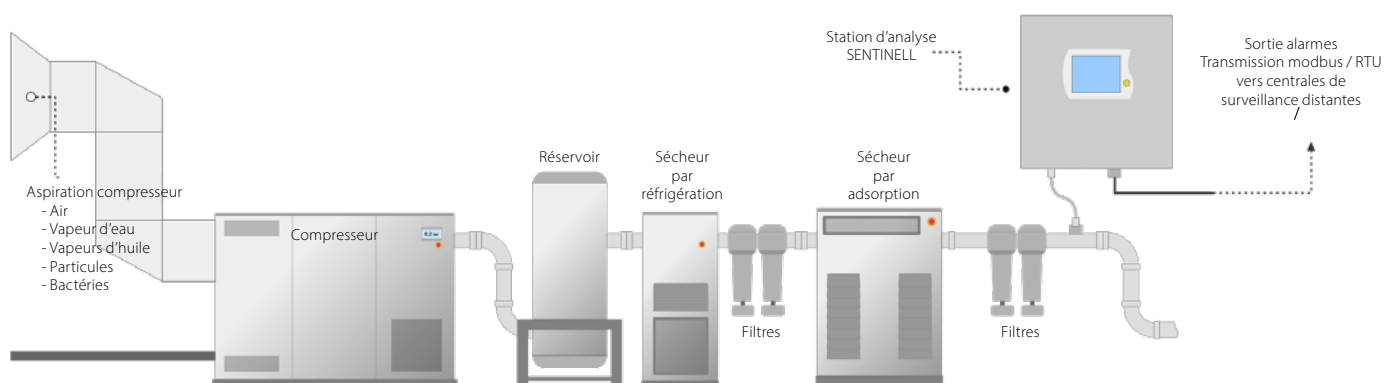 Station d'analyse
SENTINELL
Sortie alarmes
Transmission modbus / RTU
vers centrales de
surveillance distantes
/
Aspiration compresseur
- Air
- Vapeur d'eau
- Vapeurs d'huile
- Particules
- Bactéries
Compresseur
Réservoir
Sécheur
par
réfrigération
Filtres
Sécheur
par
adsorption
Filtres